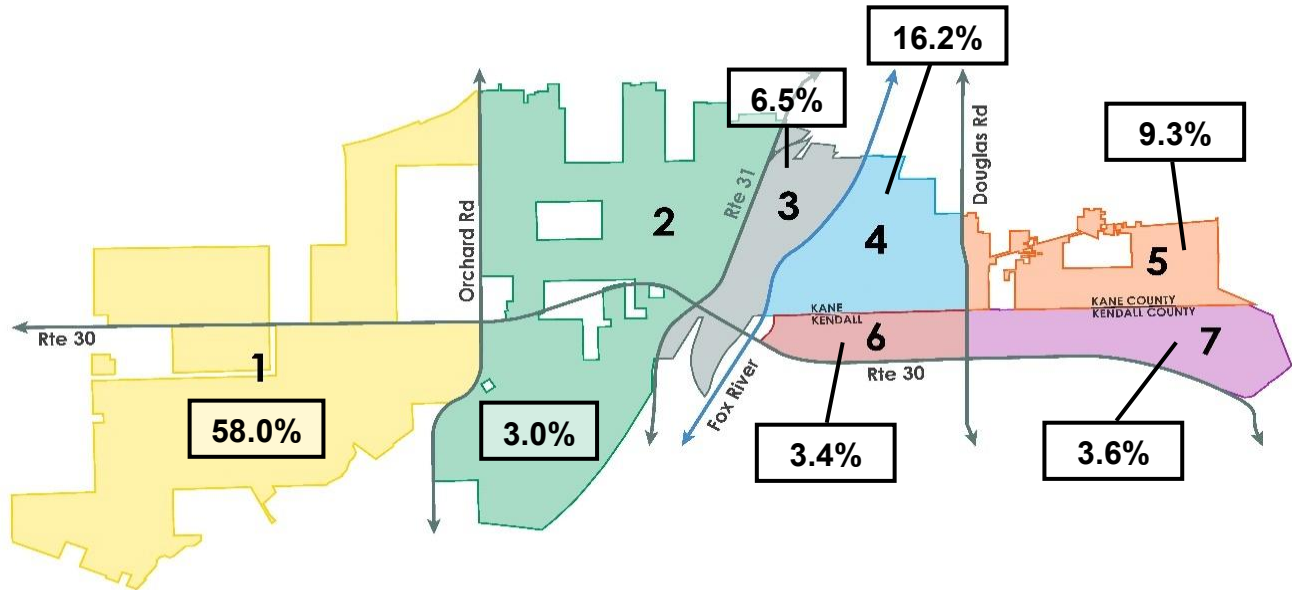 16.2%
6.5%
9.3%
Douglas Rd
Rte 31
3
2
Orchard Rd
4
5
KANE
KENDALL
KANE COUNTY
KENDALL COUNTY
Rte 30
6
7
1
Rte 30
Fox River
58.0%
3.0%
3.4%
3.6%